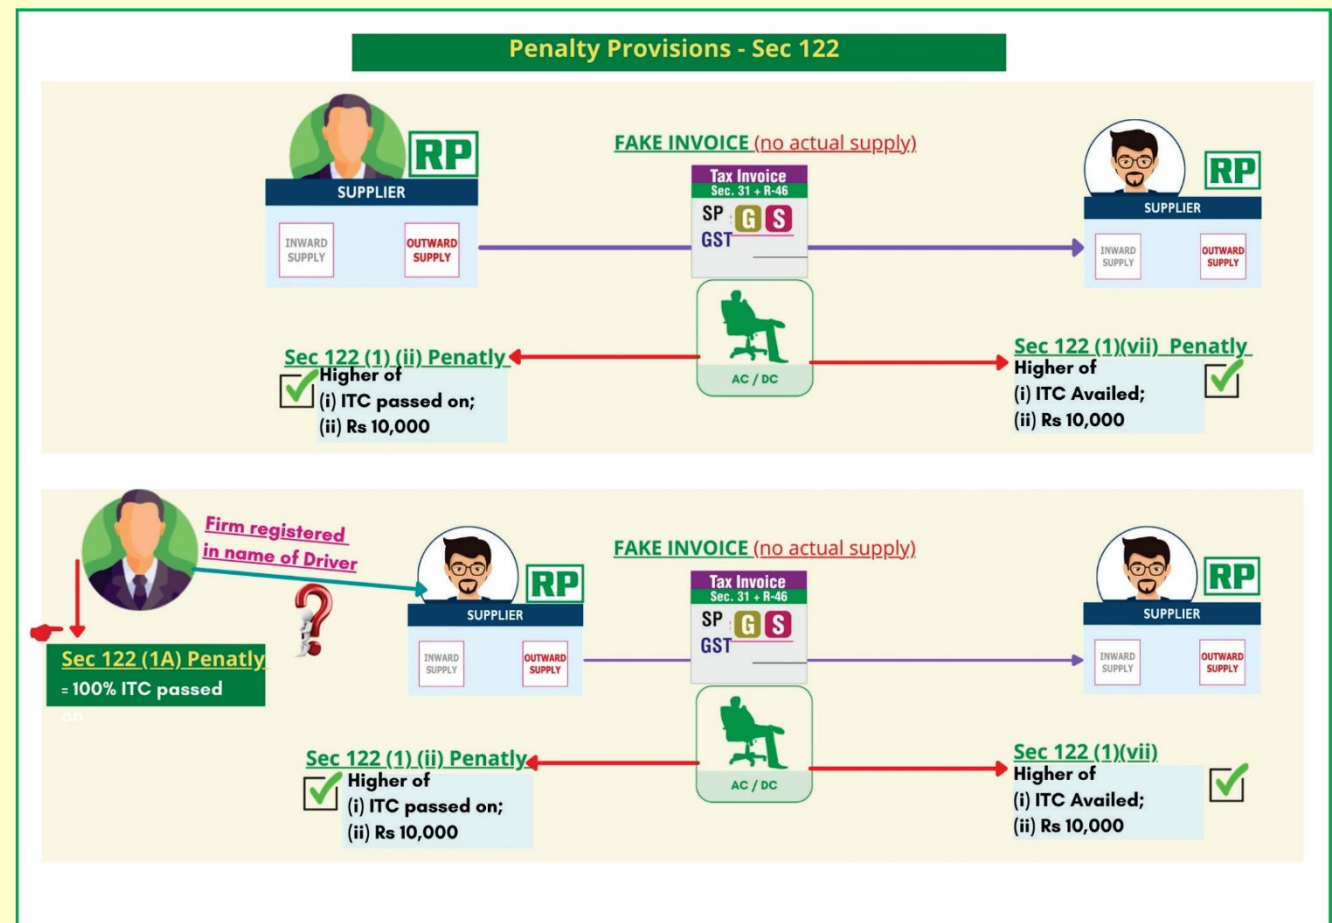 Penalty Provisions - Sec 122
RP
FAKE INVOICE (no actual supply)
RP
SUPPLIER
Tax Invoice
Sec. 31 + R-46
SP : G S
GST
SUPPLIER
INWARD
SUPPLY
OUTWARD
SUPPLY
INWARD
SUPPLY
OUTWARD
SUPPLY
Sec 122 (1) (ii) Penatly
Higher of
(i) ITC passed on;
(ii) Rs 10,000
AC / DC
Sec 122 (1)(vii) Penatly
Higher of
(i) ITC Availed;
(ii) Rs 10,000
Firm registered
in name of Driver
RP
FAKE INVOICE (no actual supply)
RP
SUPPLIER
Tax Invoice
Sec. 31 + R-46
SP : G S
GST
SUPPLIER
INWARD
SUPPLY
OUTWARD
SUPPLY
INWARD
SUPPLY
OUTWARD
SUPPLY
?
Sec 122 (1A) Penatly
= 100% ITC passed
on
Sec 122 (1) (ii) Penatly
Higher of
(i) ITC passed on;
(ii) Rs 10,000
AC / DC
Sec 122 (1)(vii)
Higher of
(i) ITC Availed;
(ii) Rs 10,000